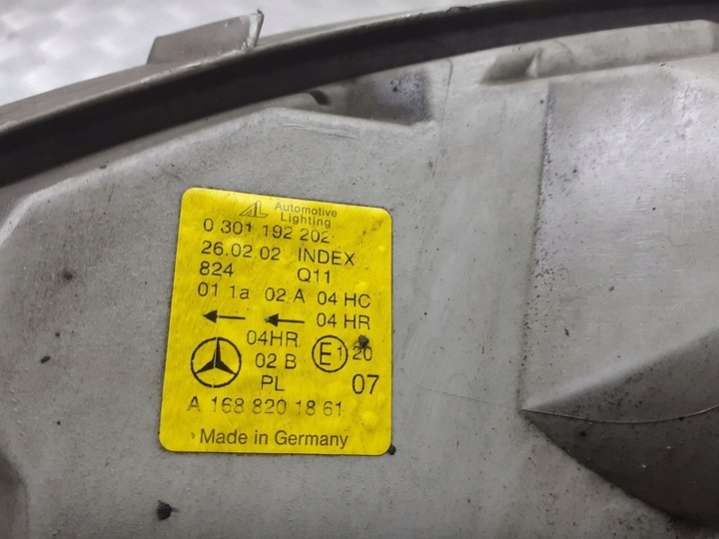 AL Automotive
Lighting
0 301 192 202
26.02 02 INDEX
824 Q11
01 1a 02 A 04 HC
04 HR
04HR
02 B E1 20
PL 07
A 168 820 18 61
Made in Germany